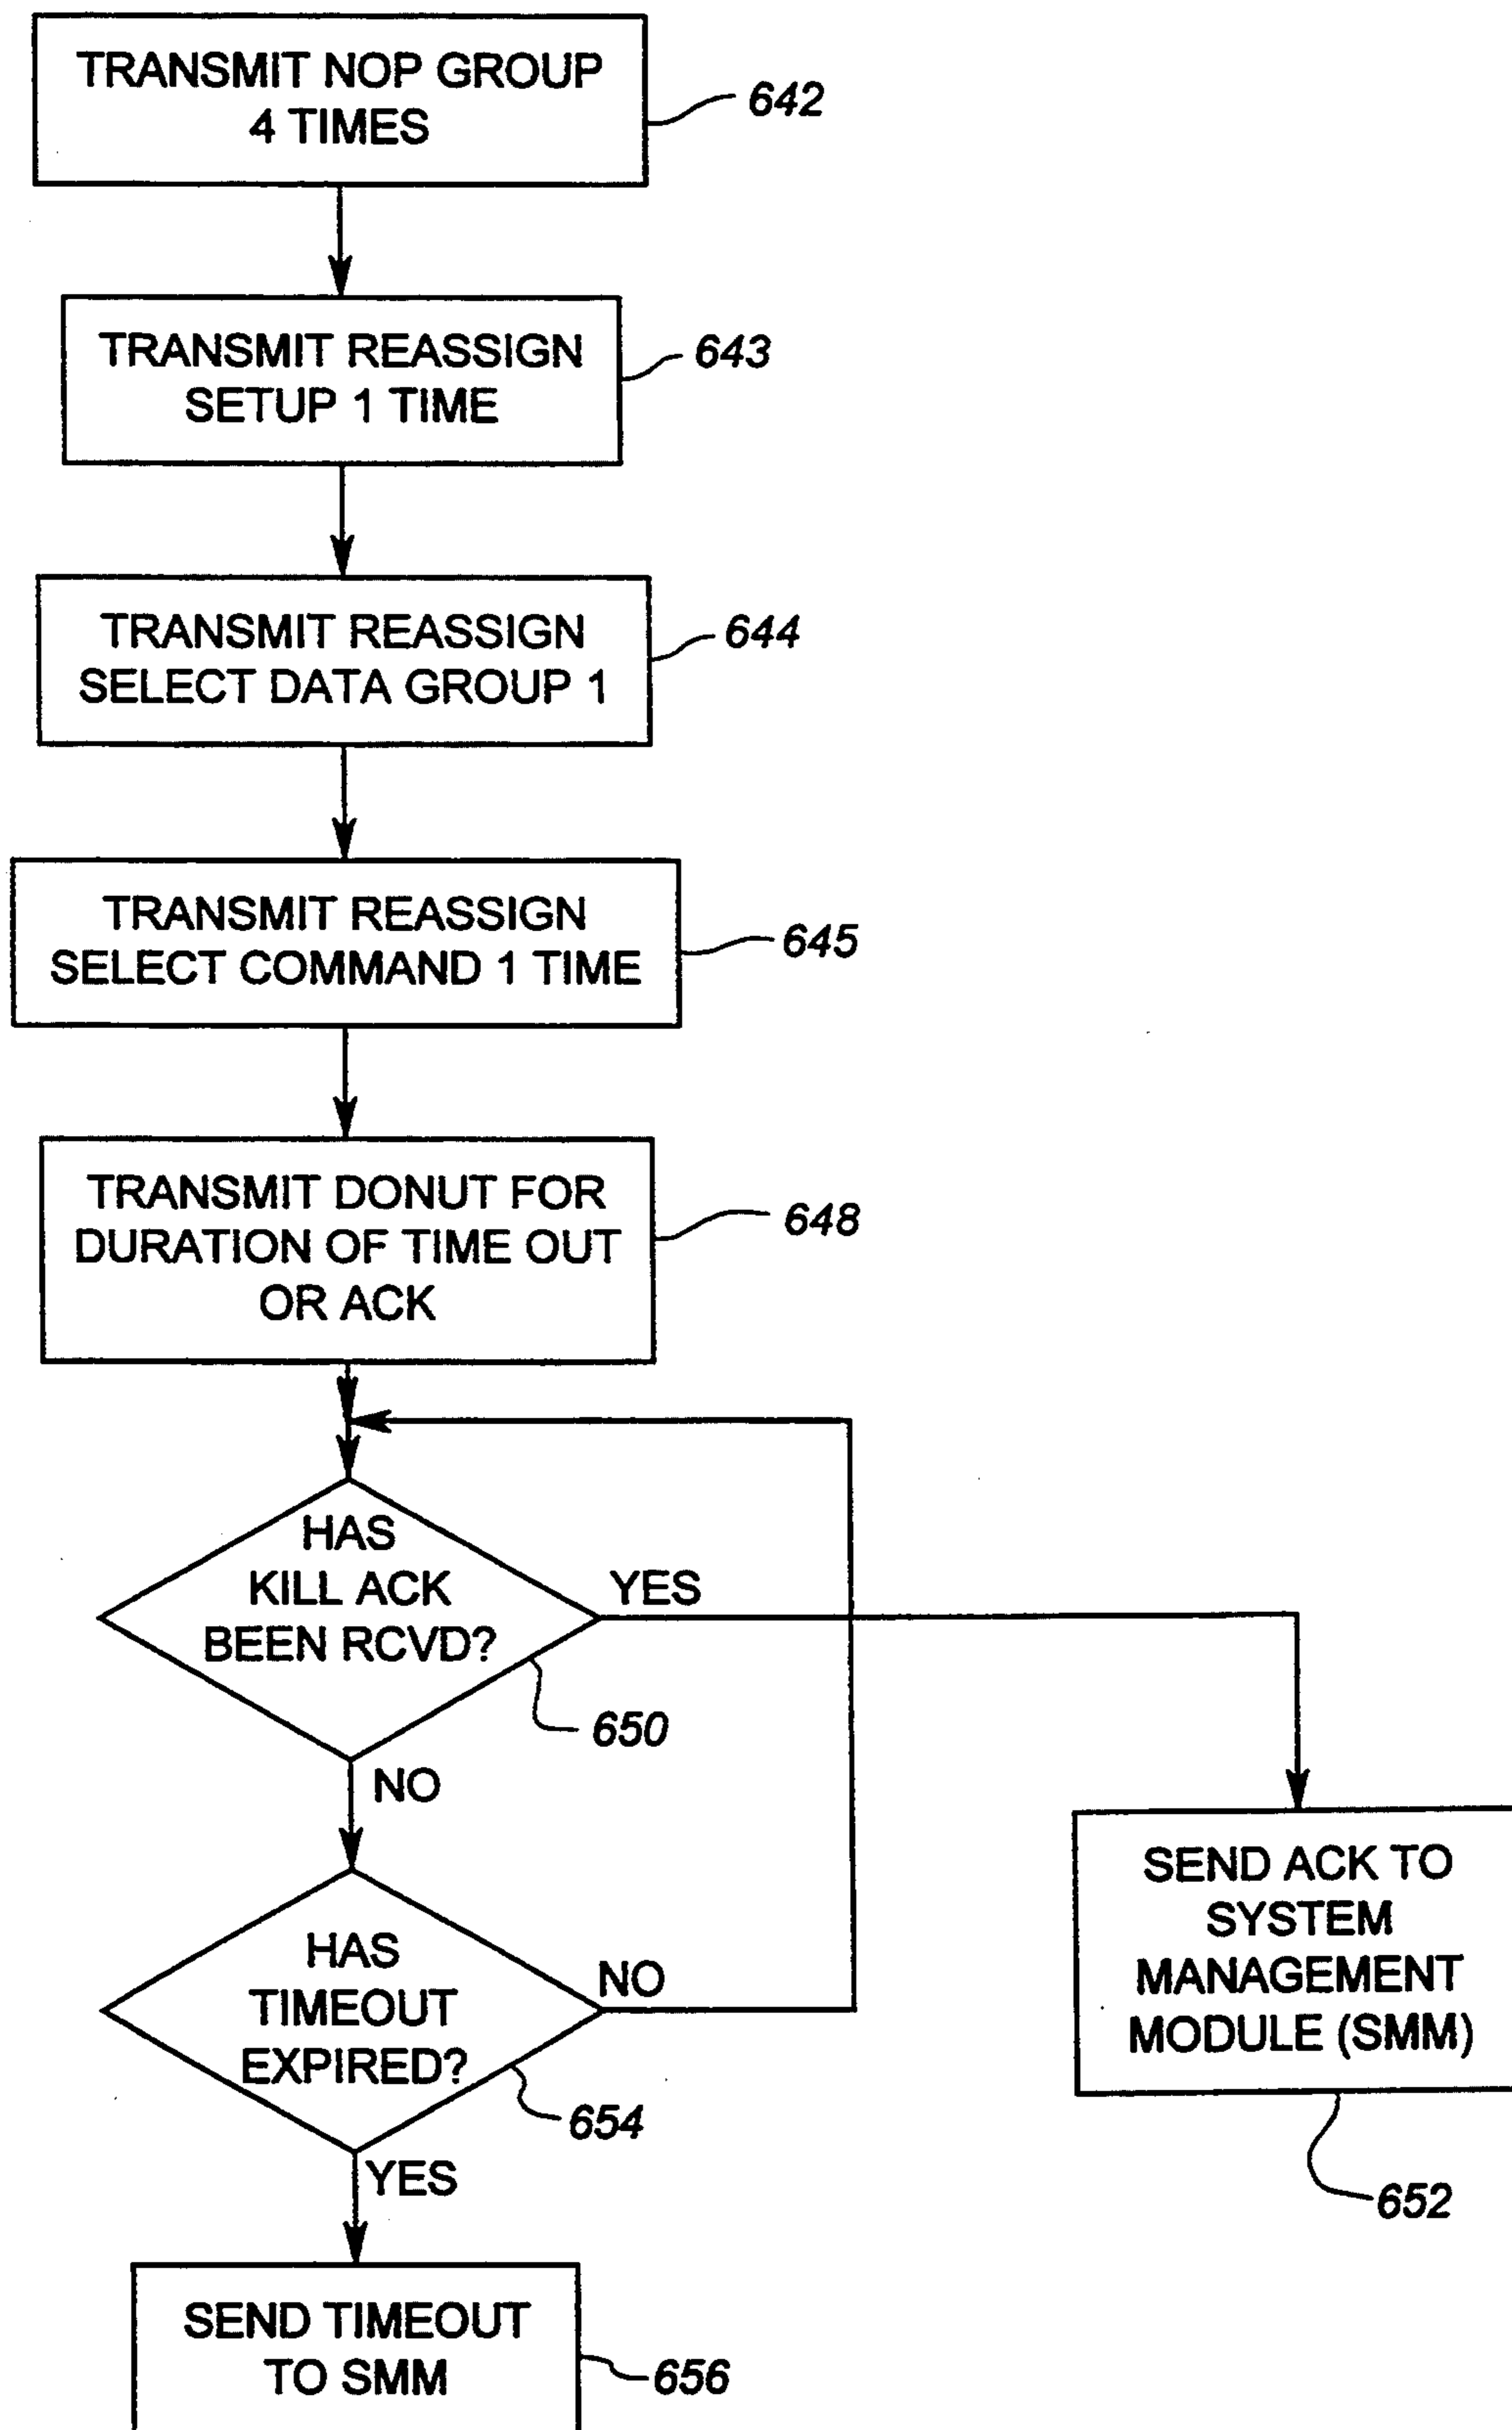 TRANSMIT NOP GROUP
4 TIMES
642
TRANSMIT REASSIGN
SETUP 1 TIME
643
TRANSMIT REASSIGN
SELECT DATA GROUP 1
644
TRANSMIT REASSIGN
SELECT COMMAND 1 TIME
645
TRANSMIT DONUT FOR
DURATION OF TIME OUT
OR ACK
648
HAS
KILL ACK
BEEN RCVD?
YES
650
NO
SEND ACK TO
SYSTEM
MANAGEMENT
MODULE (SMM)
652
HAS
TIMEOUT
EXPIRED?
NO
654
YES
SEND TIMEOUT
TO SMM
656